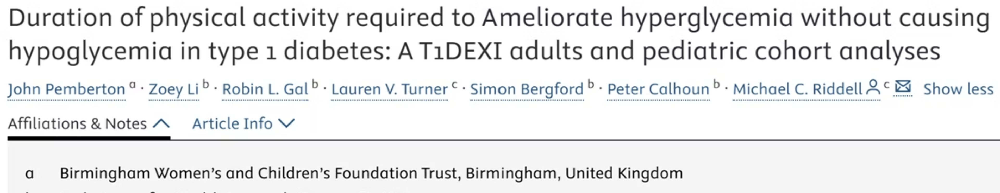 Duration of physical activity required to Ameliorate hyperglycemia without causing
hypoglycemia in type 1 diabetes: A T1DEXI adults and pediatric cohort analyses
John Pemberton a · Zoey Li b · Robin L. Gal b · Lauren V. Turner c · Simon Bergford b · Peter Calhoun b · Michael C. Riddell c Show less
Affiliations & Notes Article Info
a Birmingham Women's and Children's Foundation Trust, Birmingham, United Kingdom